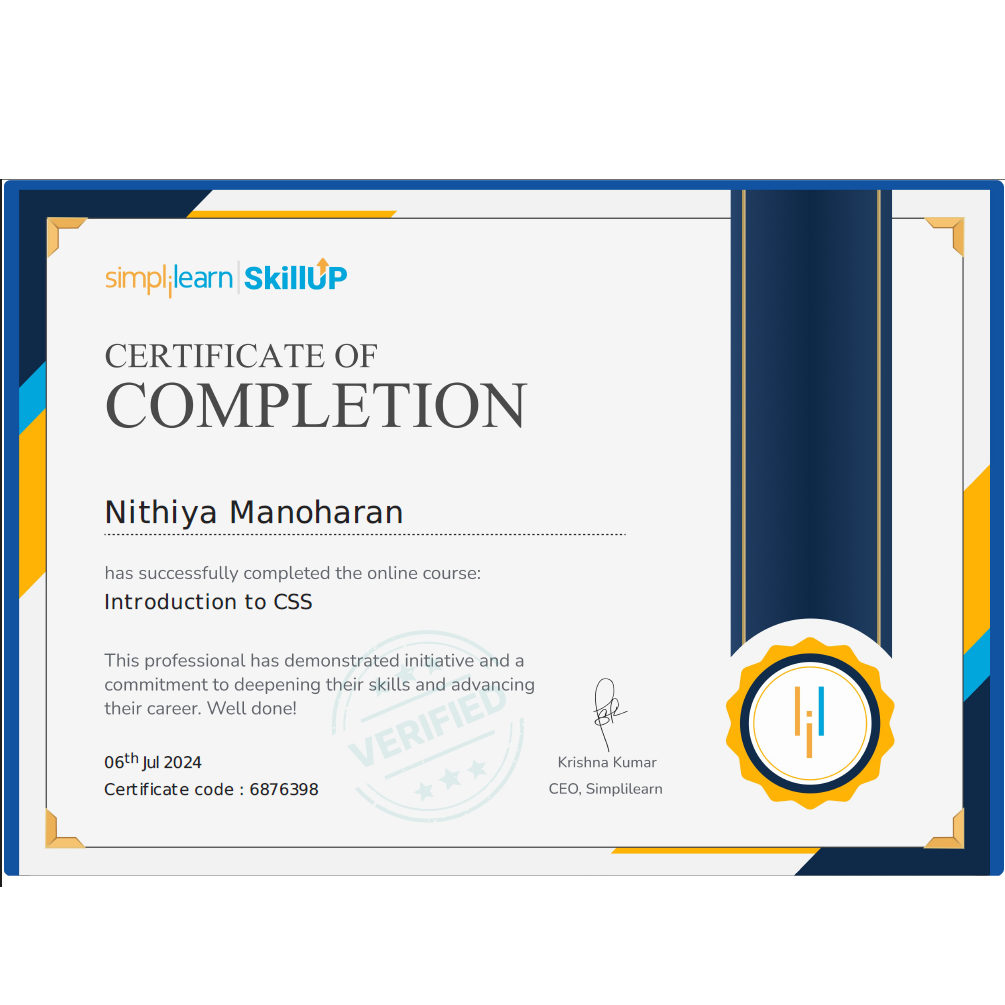 simplilearn | SkillUP
CERTIFICATE OF
COMPLETION
Nithiya Manoharan
has successfully completed the online course:
Introduction to CSS
This professional has demonstrated initiative and a
commitment to deepening their skills and advancing
their career. Well done!
VERIFIED
06th Jul 2024
Certificate code : 6876398
Krishna Kumar
CEO, Simplilearn